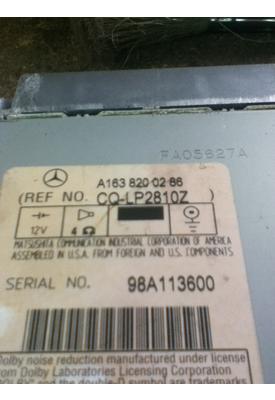 A163 820 02 86
FA05627A
(REF NO. CQ-LP2810Z )
12V 4 Ω
MATSUSHITA COMMUNICATION INDUSTRIAL CORPORATION OF AMERICA
ASSEMBLED IN U.S.A. FROM FOREIGN AND U.S. COMPONENTS
SERIAL NO. 98A113600
Dolby noise reduction manufactured under license
from Dolby Laboratories Licensing Corporation
"DOLBY" and the double-D symbol are trademarks